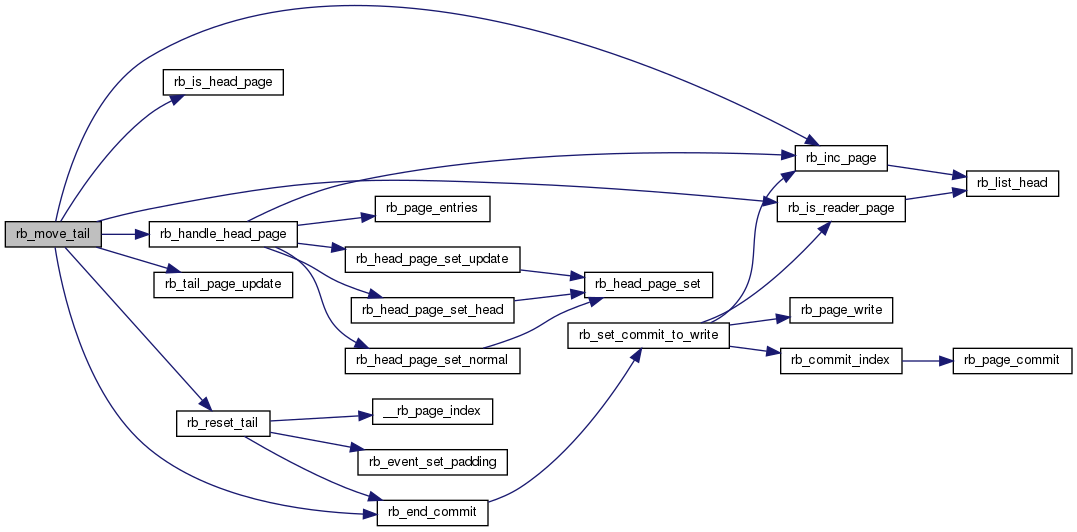 rb_is_head_page
rb_inc_page
rb_list_head
rb_page_entries
rb_is_reader_page
rb_move_tail
rb_handle_head_page
rb_head_page_set_update
rb_tail_page_update
rb_head_page_set
rb_head_page_set_head
rb_page_write
rb_set_commit_to_write
rb_head_page_set_normal
rb_commit_index
rb_page_commit
__rb_page_index
rb_reset_tail
rb_event_set_padding
rb_end_commit